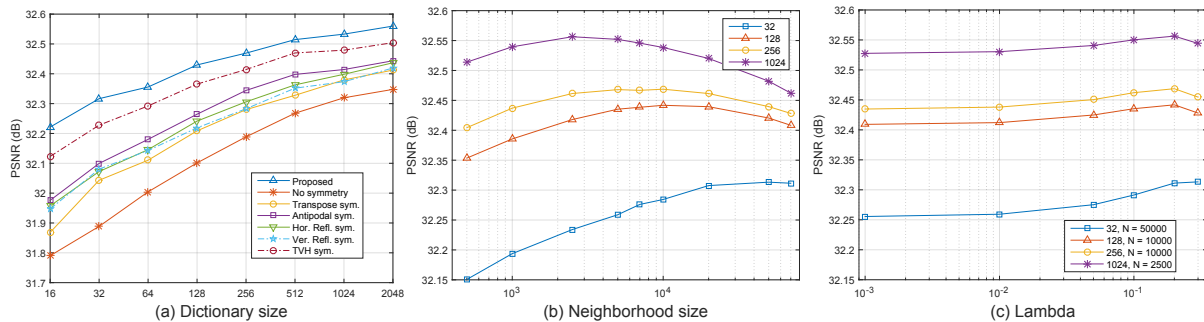 32.6
32.5
32.4
32.3
32.2
32.1
32
31.9
31.8
31.7
PSNR (dB)
Proposed
No symmetry
Transpose sym.
Antipodal sym.
Hor. Refl. sym.
Ver. Refl. sym.
TVH sym.
16 32 64 128 256 512 1024 2048
(a) Dictionary size
32.6
32.55
32.5
32.45
32.4
32.35
32.3
32.25
32.2
32.15
PSNR (dB)
32
128
256
1024
10³ 10⁴
(b) Neighborhood size
32.6
32.55
32.5
32.45
32.4
32.35
32.3
32.25
32.2
32.15
PSNR (dB)
32, N = 50000
128, N = 10000
256, N = 10000
1024, N = 2500
10⁻³ 10⁻² 10⁻¹
(c) Lambda